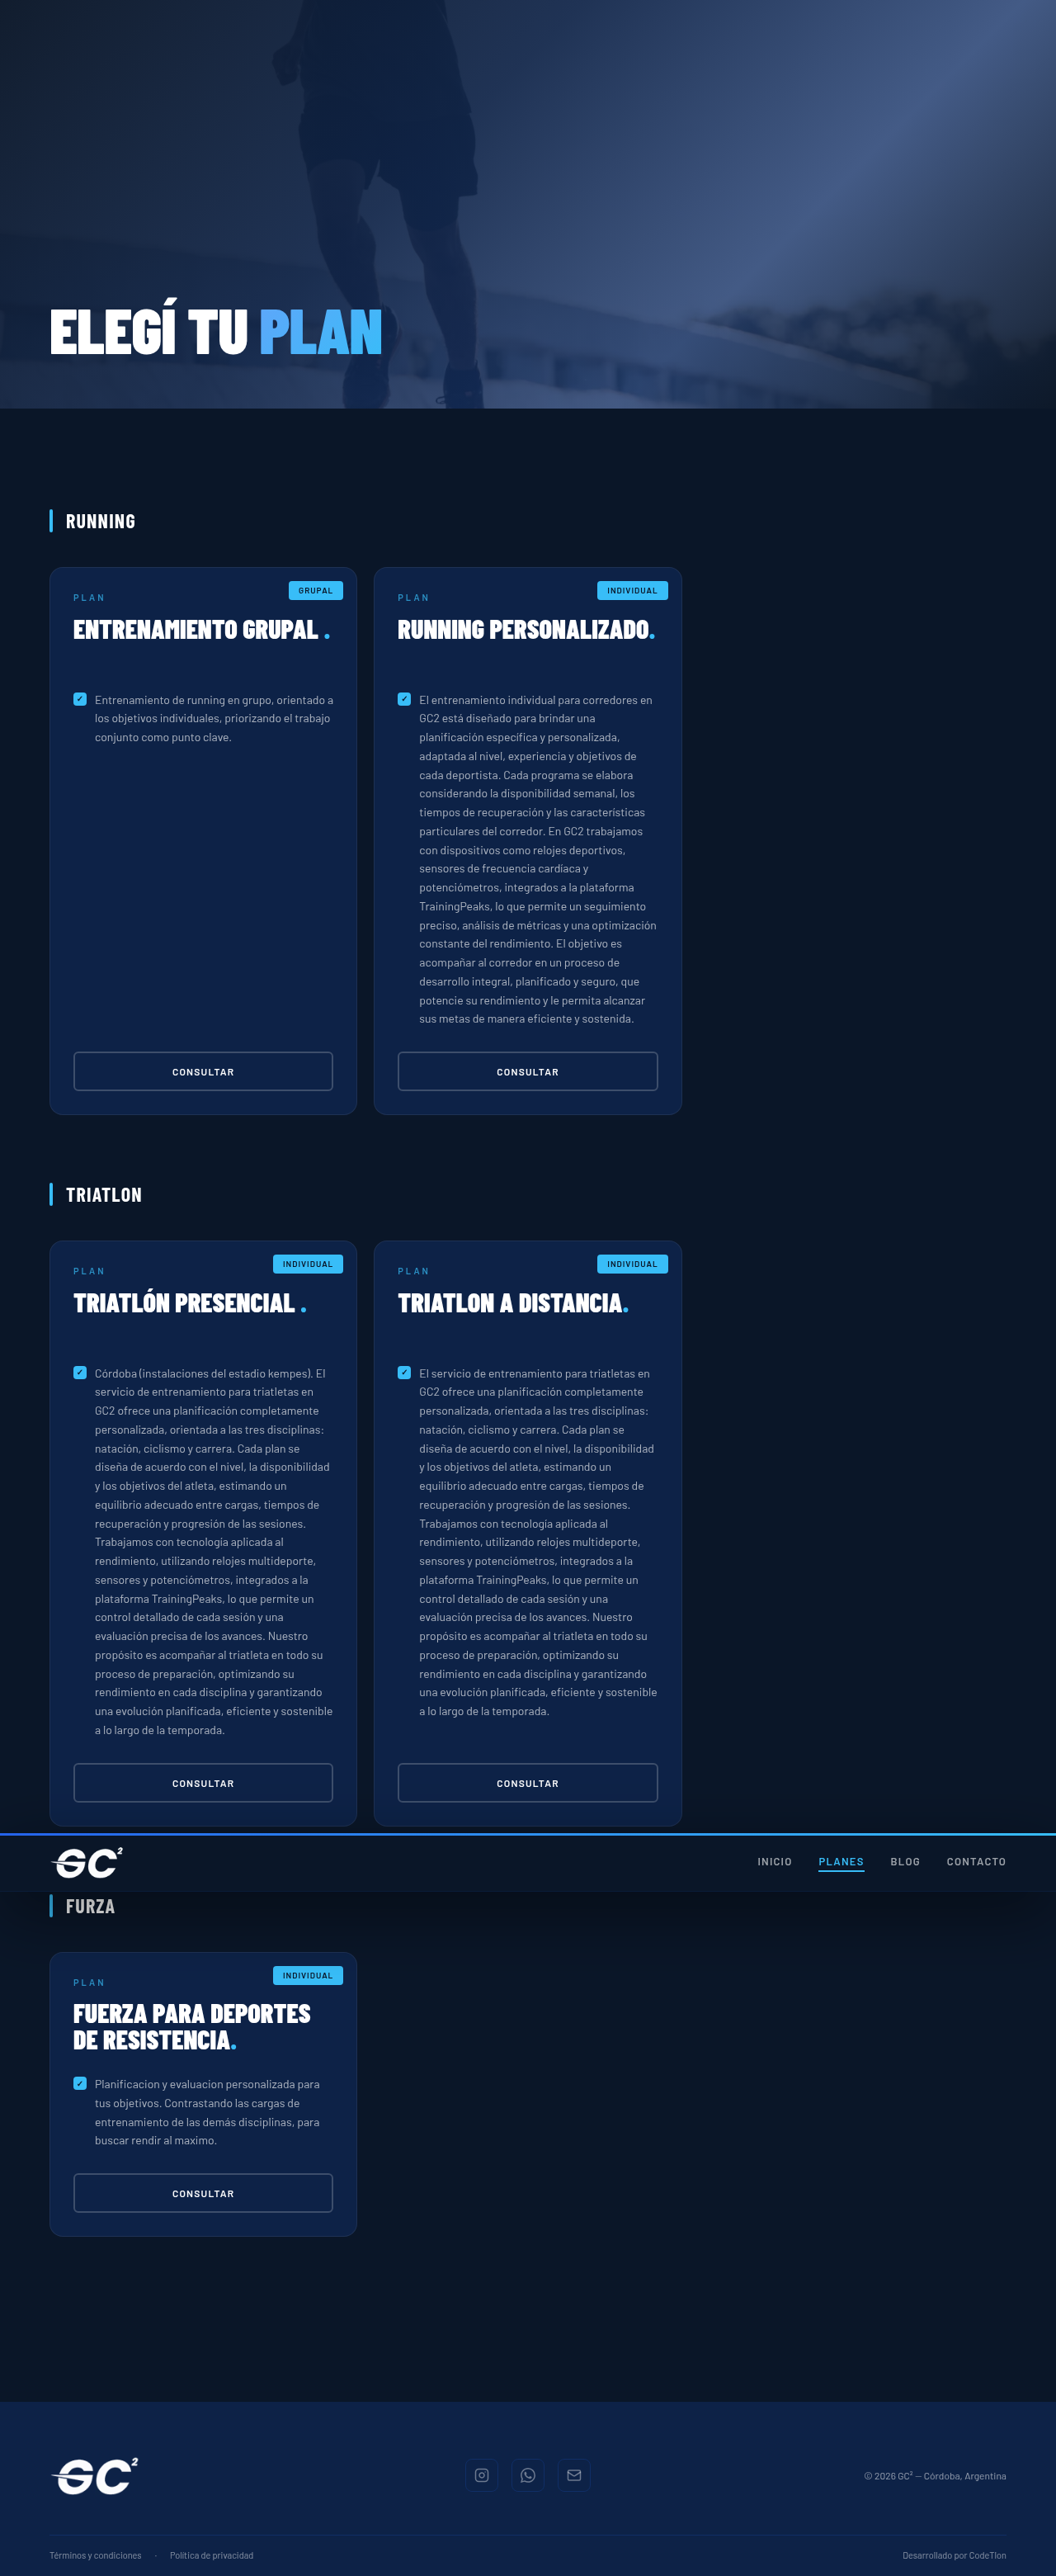 ELEGÍ TU PLAN
RUNNING
PLAN
GRUPAL
ENTRENAMIENTO GRUPAL .
Entrenamiento de running en grupo, orientado a
los objetivos individuales, priorizando el trabajo
conjunto como punto clave.
CONSULTAR
PLAN
INDIVIDUAL
RUNNING PERSONALIZADO.
El entrenamiento individual para corredores en
GC2 está diseñado para brindar una
planificación específica y personalizada,
adaptada al nivel, experiencia y objetivos de
cada deportista. Cada programa se elabora
considerando la disponibilidad semanal, los
tiempos de recuperación y las características
particulares del corredor. En GC2 trabajamos
con dispositivos como relojes deportivos,
sensores de frecuencia cardíaca y
potenciómetros, integrados a la plataforma
TrainingPeaks, lo que permite un seguimiento
preciso, análisis de métricas y una optimización
constante del rendimiento. El objetivo es
acompañar al corredor en un proceso de
desarrollo integral, planificado y seguro, que
potencie su rendimiento y le permita alcanzar
sus metas de manera eficiente y sostenida.
CONSULTAR
TRIATLON
PLAN
INDIVIDUAL
TRIATLÓN PRESENCIAL .
Córdoba (instalaciones del estadio kempes). El
servicio de entrenamiento para triatletas en
GC2 ofrece una planificación completamente
personalizada, orientada a las tres disciplinas:
natación, ciclismo y carrera. Cada plan se
diseña de acuerdo con el nivel, la disponibilidad
y los objetivos del atleta, estimando un
equilibrio adecuado entre cargas, tiempos de
recuperación y progresión de las sesiones.
Trabajamos con tecnología aplicada al
rendimiento, utilizando relojes multideporte,
sensores y potenciómetros, integrados a la
plataforma TrainingPeaks, lo que permite un
control detallado de cada sesión y una
evaluación precisa de los avances. Nuestro
propósito es acompañar al triatleta en todo su
proceso de preparación, optimizando su
rendimiento en cada disciplina y garantizando
una evolución planificada, eficiente y sostenible
a lo largo de la temporada.
CONSULTAR
PLAN
INDIVIDUAL
TRIATLON A DISTANCIA.
El servicio de entrenamiento para triatletas en
GC2 ofrece una planificación completamente
personalizada, orientada a las tres disciplinas:
natación, ciclismo y carrera. Cada plan se
diseña de acuerdo con el nivel, la disponibilidad
y los objetivos del atleta, estimando un
equilibrio adecuado entre cargas, tiempos de
recuperación y progresión de las sesiones.
Trabajamos con tecnología aplicada al
rendimiento, utilizando relojes multideporte,
sensores y potenciómetros, integrados a la
plataforma TrainingPeaks, lo que permite un
control detallado de cada sesión y una
evaluación precisa de los avances. Nuestro
propósito es acompañar al triatleta en todo su
proceso de preparación, optimizando su
rendimiento en cada disciplina y garantizando
una evolución planificada, eficiente y sostenible
a lo largo de la temporada.
CONSULTAR
GC²
INICIO
PLANES
BLOG
CONTACTO
FURZA
PLAN
INDIVIDUAL
FUERZA PARA DEPORTES
DE RESISTENCIA.
Planificacion y evaluacion personalizada para
tus objetivos. Contrastando las cargas de
entrenamiento de las demás disciplinas, para
buscar rendir al maximo.
CONSULTAR
GC²
© 2026 GC² — Córdoba, Argentina
Términos y condiciones · Política de privacidad
Desarrollado por CodeTlon